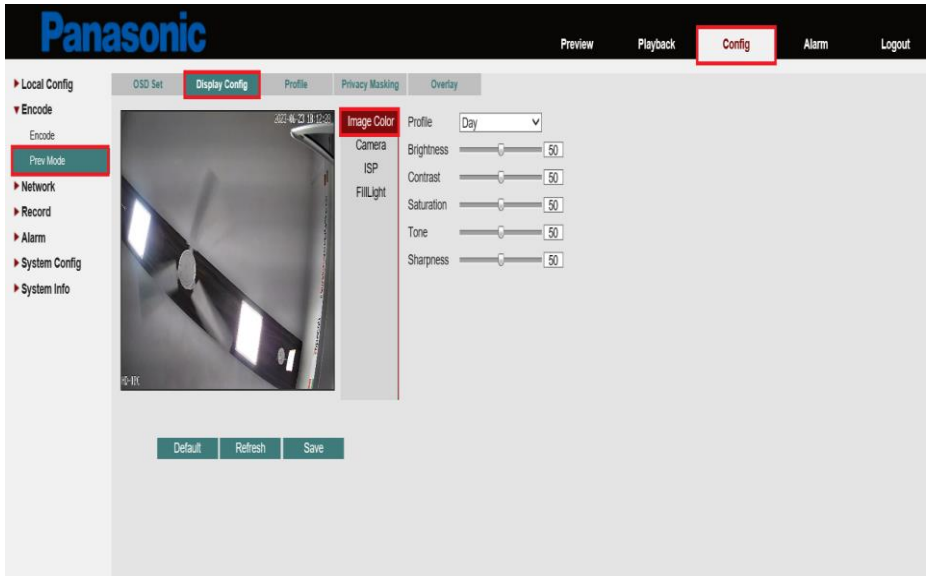 Panasonic
Preview Playback Config Alarm Logout
Local Config
Encode
Encode
Prev Mode
Network
Record
Alarm
System Config
System Info
OSD Set Display Config Profile Privacy Masking Overlay
Image Color
Camera
ISP
FillLight
Profile Day
Brightness 50
Contrast 50
Saturation 50
Tone 50
Sharpness 50
HD-IPC
Default Refresh Save